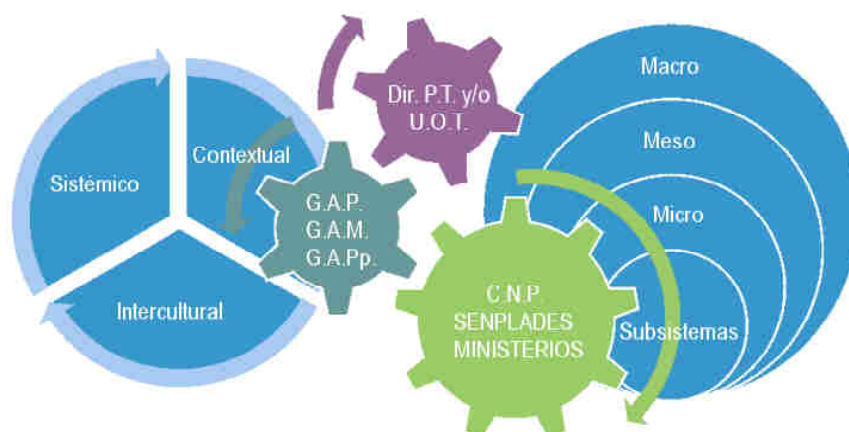 Sistémico
Contextual
Intercultural
Dir. P.T. y/o
U.O.T.
G.A.P.
G.A.M.
G.A.Pp.
C.N.P.
SENPLADES
MINISTERIOS
Macro
Meso
Micro
Subsistemas